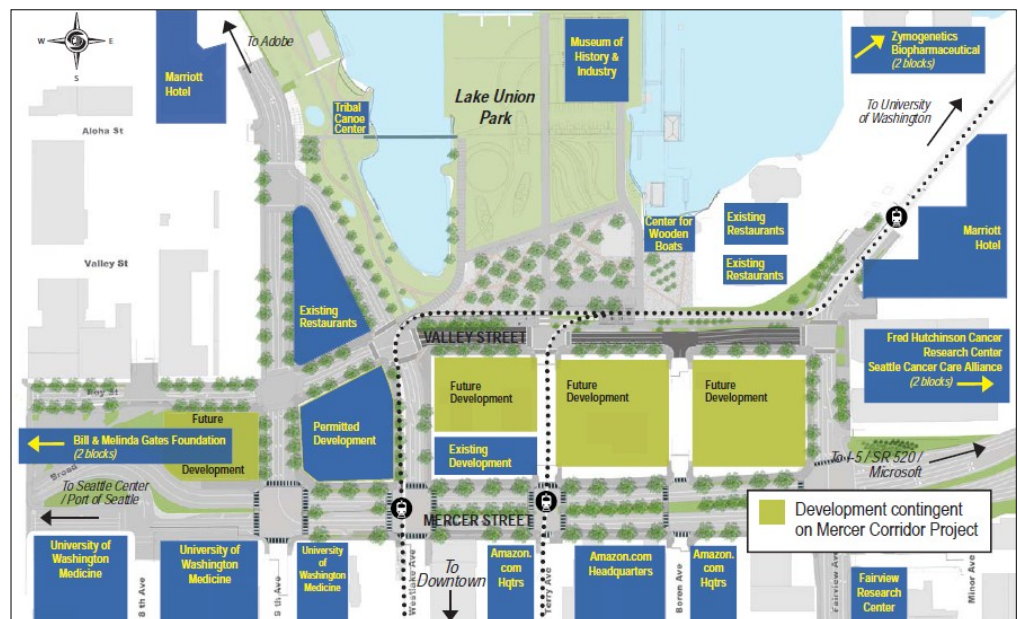 W
E
S
To Adobe
Marriott
Hotel
Aloha St
Tribal
Canoe
Center
Lake Union
Park
Museum of
History &
Industry
Zymogenetics
Biopharmaceutical
(2 blocks)
To University
of Washington
Center for
Wooden
Boats
Existing
Restaurants
Existing
Restaurants
Marriott
Hotel
Valley St
Existing
Restaurants
VALLEY STREET
Fred Hutchinson Cancer
Research Center
Seattle Cancer Care Alliance
(2 blocks)
Roy St
Future
Development
Bill & Melinda Gates Foundation
(2 blocks)
Permitted
Development
Future
Development
Future
Development
Future
Development
Existing
Development
Broad
To Seattle Center
/ Port of Seattle
To I-5 / SR 520 /
Microsoft
MERCER STREET
Development contingent
on Mercer Corridor Project
University of
Washington
Medicine
8 th Ave
University of
Washington
Medicine
9 th Ave
University
of
Washington
Medicine
Westlake Ave
To
Downtown
Amazon.
com
Hqtrs
Terry Ave
Amazon.com
Headquarters
Boren Ave
Amazon.
com
Hqtrs
Fairview Ave
Fairview
Research
Center
Minor Ave